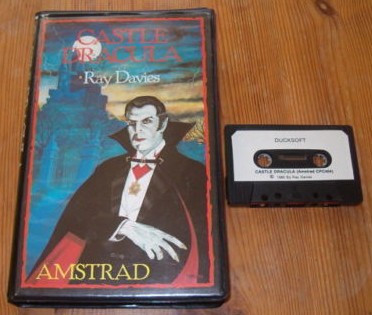 CASTLE
DRACULA
Ray Davies
AMSTRAD
DUCKSOFT
CASTLE DRACULA (Amstrad CPC464)
© 1986 By Ray Davies